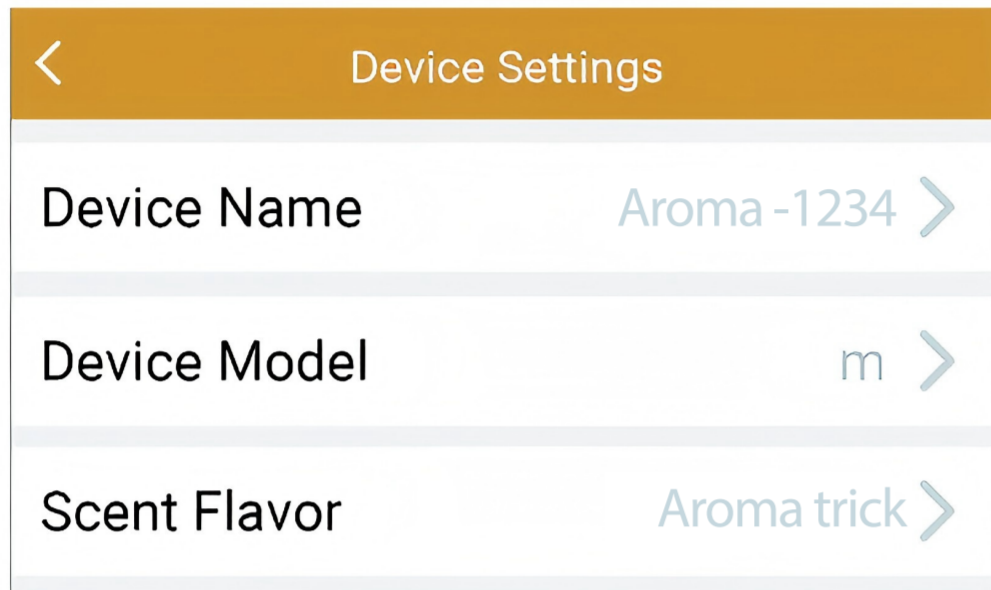 Device Settings
Device Name Aroma -1234
Device Model m
Scent Flavor Aroma trick